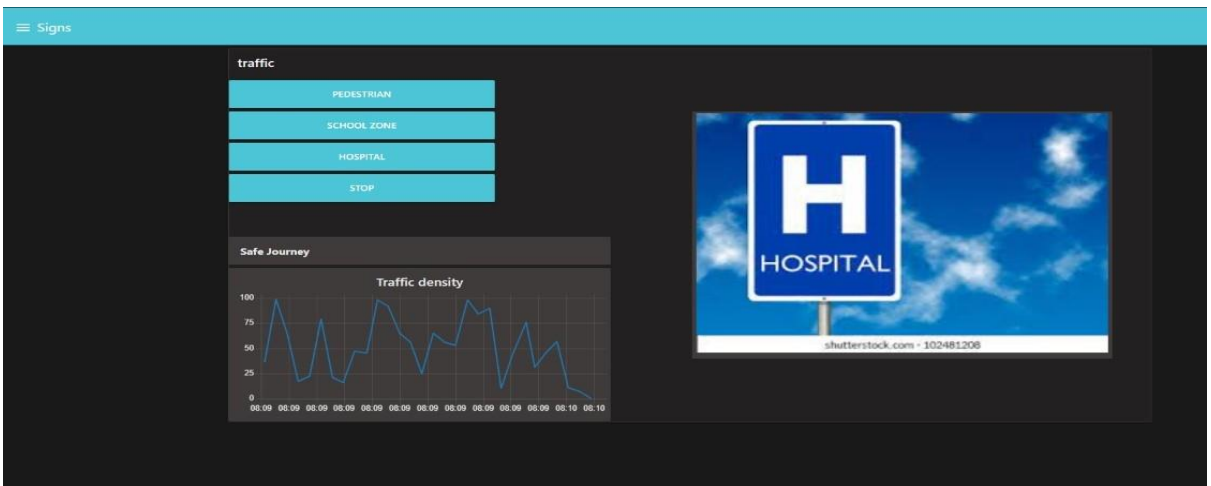 Signs
traffic
PEDESTRIAN
SCHOOL ZONE
HOSPITAL
STOP
Safe Journey
Traffic density
100
75
50
25
0
08:09 08:09 08:09 08:09 08:09 08:09 08:09 08:09 08:09 08:09 08:09 08:10 08:10
H
HOSPITAL
shutterstock.com · 102481208